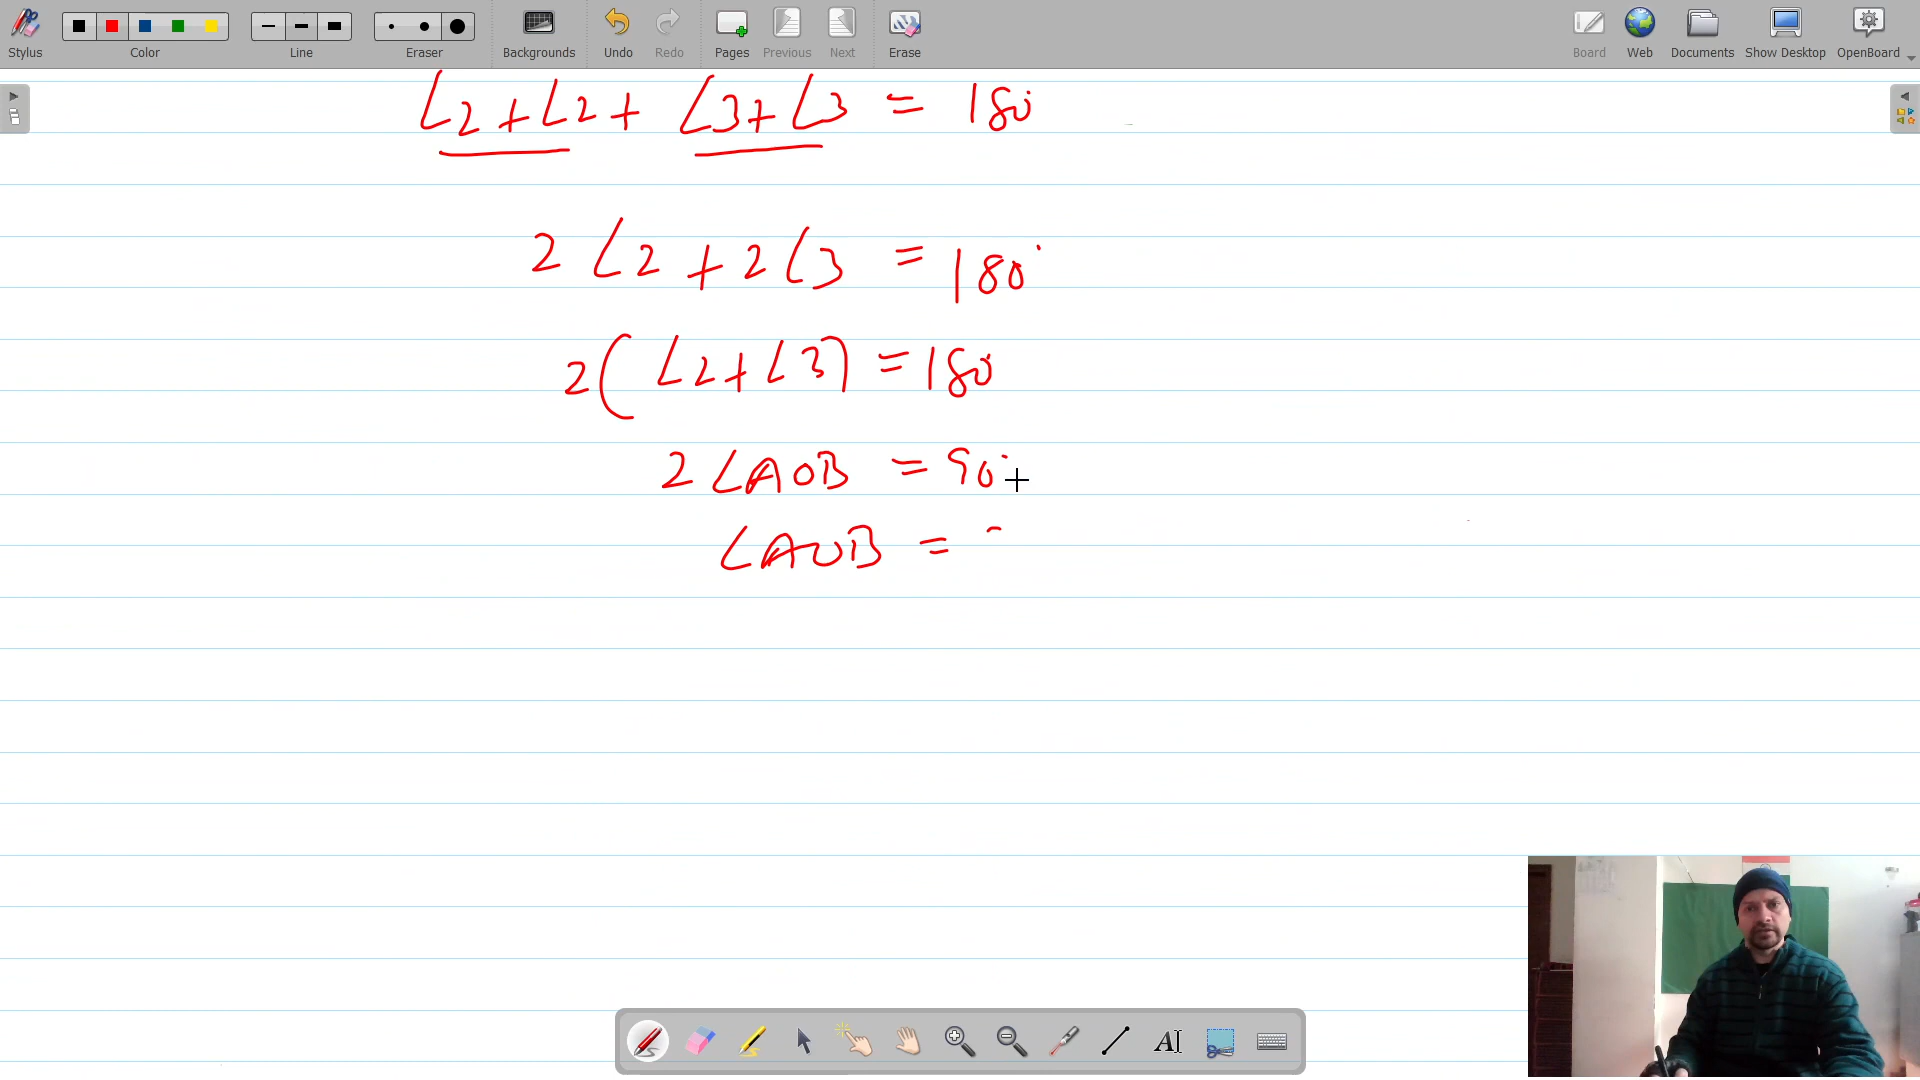 Stylus Color Line Eraser Backgrounds Undo Redo Pages Previous Next Erase Board Web Documents Show Desktop OpenBoard
∠2+∠2+ ∠3+∠3 = 180
2 ∠2 + 2∠3 = 180°
2( ∠2+∠3) = 180
2 ∠AOB = 90°
∠AOB =